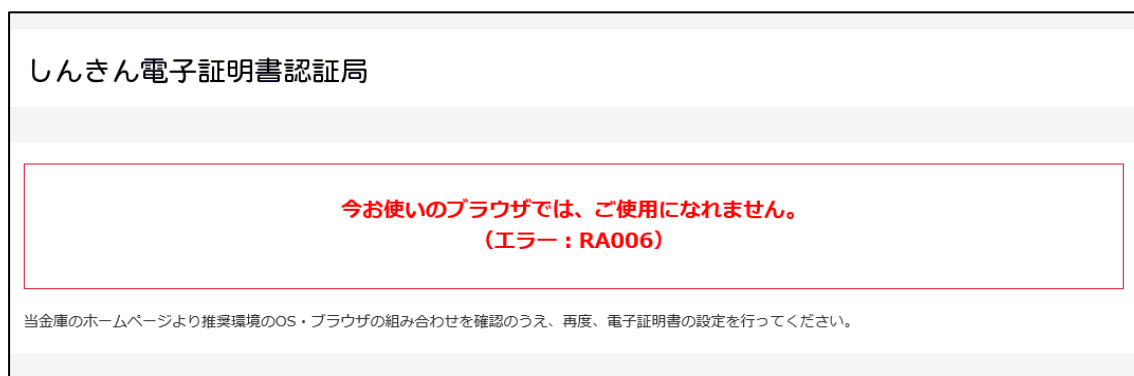 しんきん電子証明書認証局
今お使いのブラウザでは、ご使用になれません。
（エラー：RA006）
当金庫のホームページより推奨環境のOS・ブラウザの組み合わせを確認のうえ、再度、電子証明書の設定を行ってください。